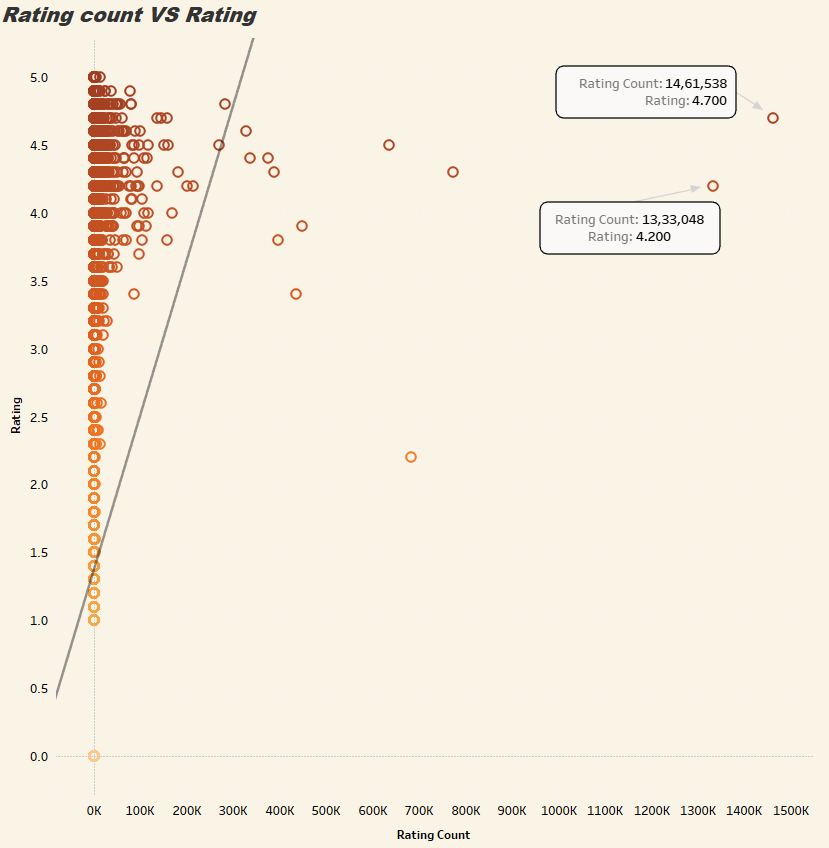 Rating count VS Rating
Rating Count: 14,61,538
Rating: 4.700
Rating Count: 13,33,048
Rating: 4.200
5.0
4.5
4.0
3.5
3.0
2.5
2.0
1.5
1.0
0.5
0.0
Rating
0K 100K 200K 300K 400K 500K 600K 700K 800K 900K 1000K 1100K 1200K 1300K 1400K 1500K
Rating Count